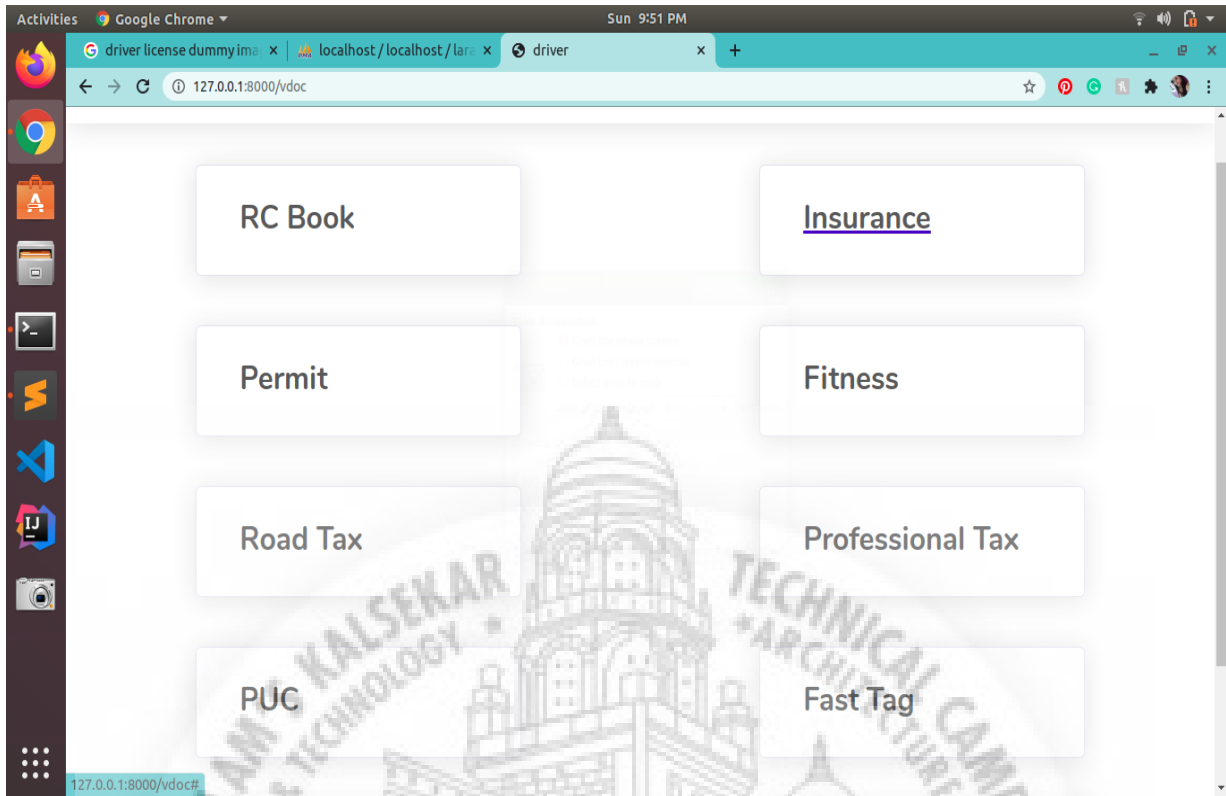 Activities Google Chrome Sun 9:51 PM
driver license dummy ima localhost / localhost / lara driver
127.0.0.1:8000/vdoc
RC Book Insurance
Permit Fitness
Road Tax Professional Tax
PUC Fast Tag
KALSEKAR TECHNICAL
TECHNOLOGY ARCHITECTURE
127.0.0.1:8000/vdoc#